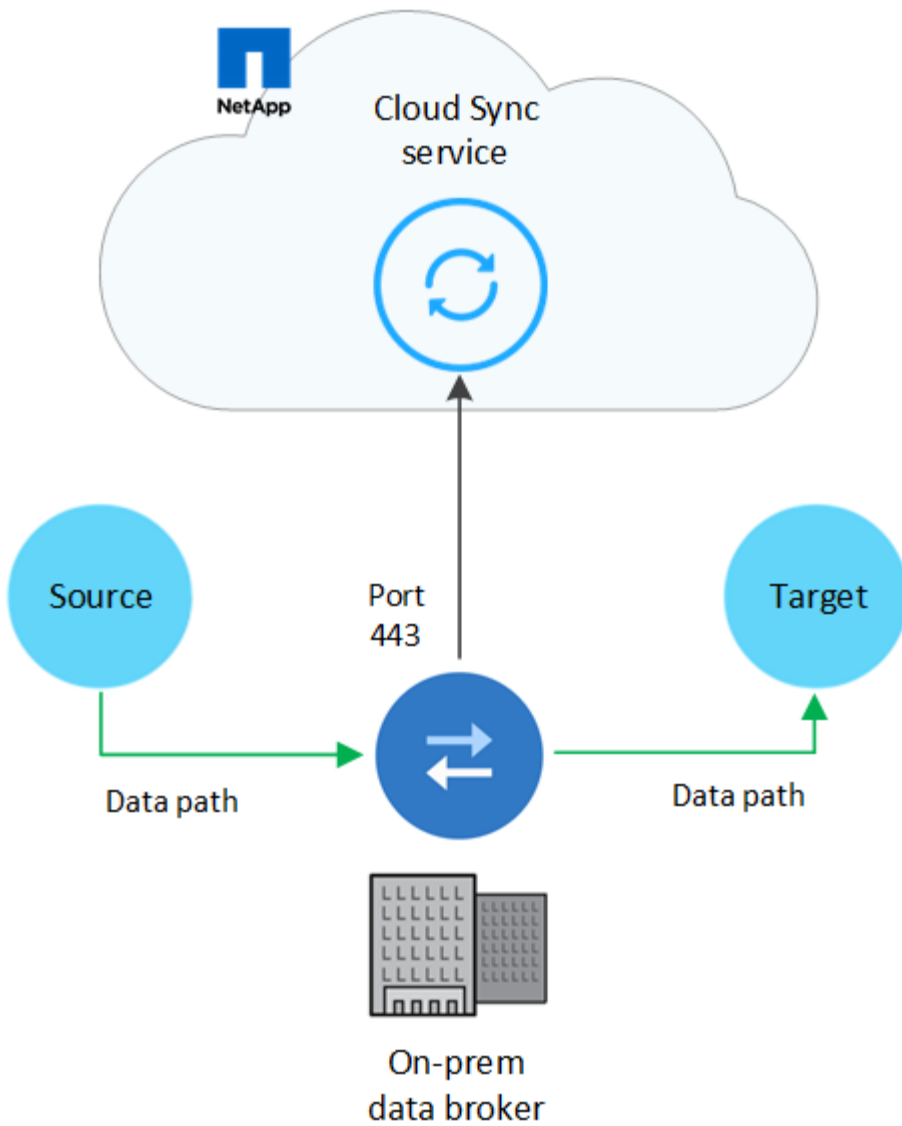 NetApp
Cloud Sync
service
Source
Port
443
Target
Data path
Data path
On-prem
data broker